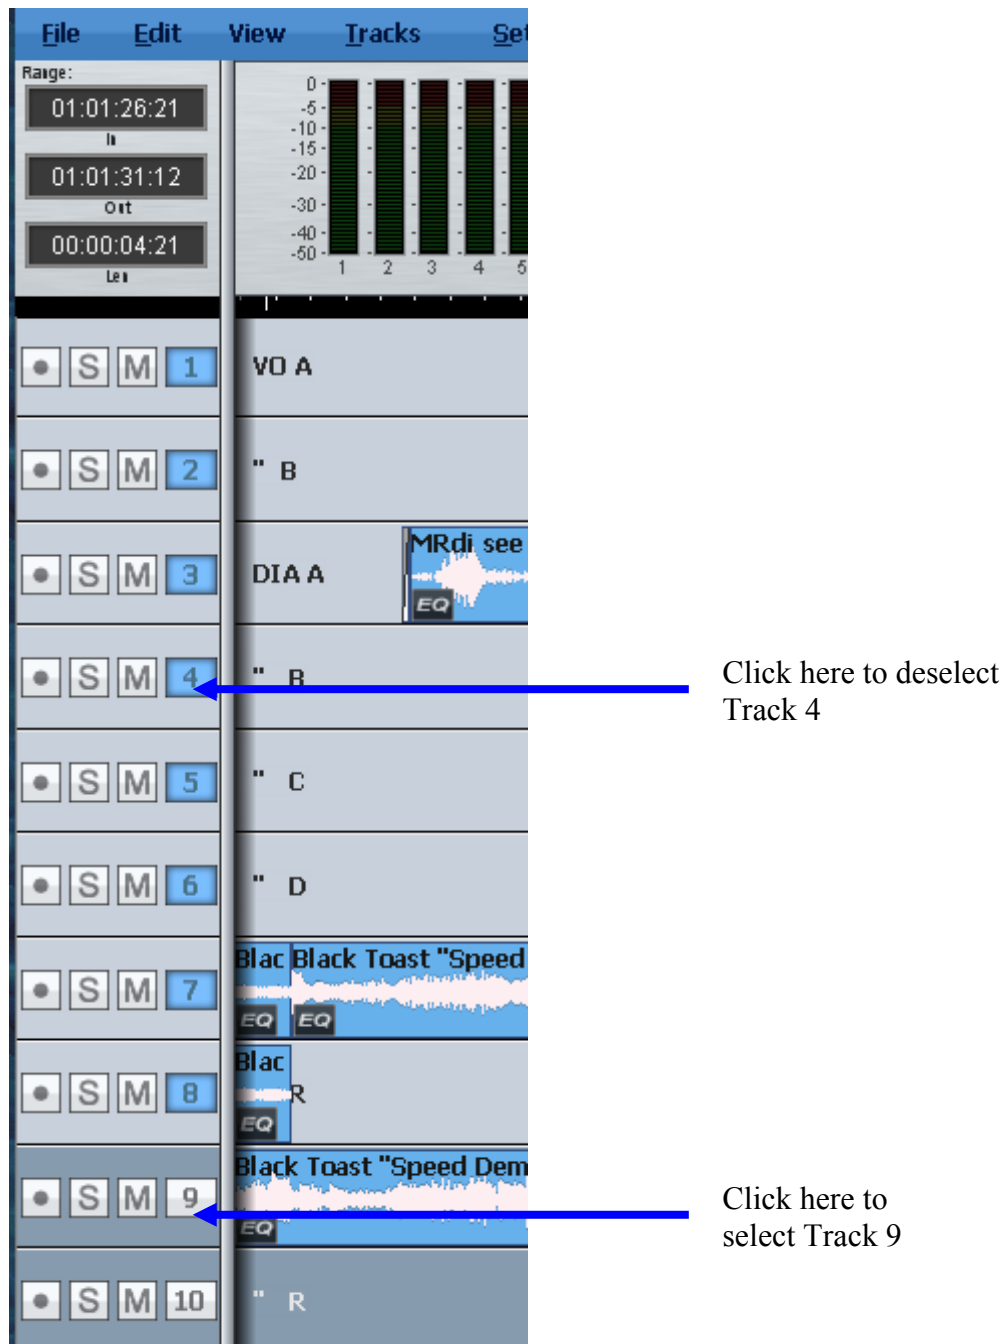 File Edit View Tracks Set
Range:
01:01:26:21
In
01:01:31:12
Out
00:00:04:21
Len
0
-5
-10
-15
-20
-30
-40
-50
1 2 3 4 5
S M 1 VO A
S M 2 " B
MRdi see
S M 3 DIA A
EQ
S M 4 " B
Click here to deselect
Track 4
S M 5 " C
S M 6 " D
Blac Black Toast "Speed
S M 7
EQ EQ
Blac
S M 8 R
EQ
Black Toast "Speed Dem
S M 9
EQ
Click here to
select Track 9
S M 10 " R